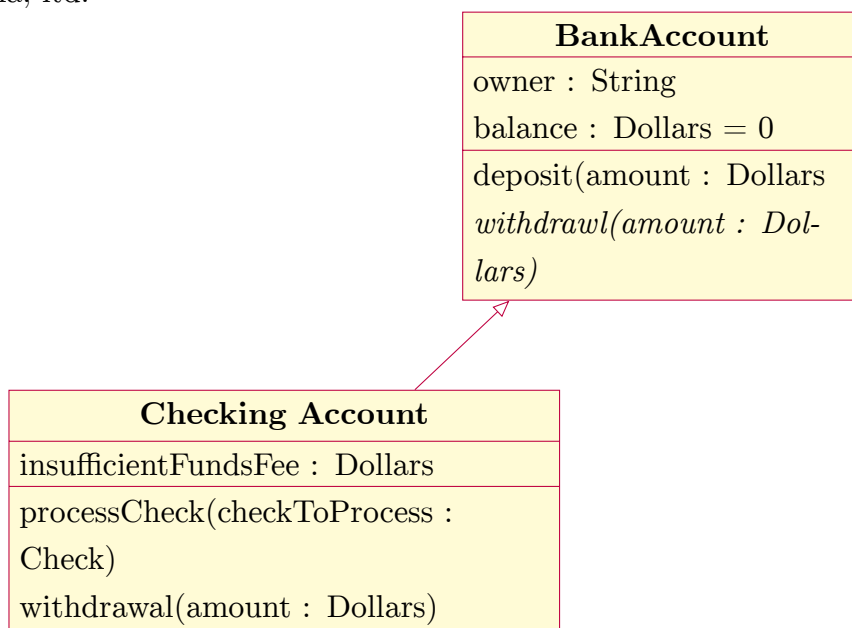 BankAccount
owner : String
balance : Dollars = 0
deposit(amount : Dollars
withdrawl(amount : Dol-
lars)
Checking Account
insufficientFundsFee : Dollars
processCheck(checkToProcess :
Check)
withdrawal(amount : Dollars)